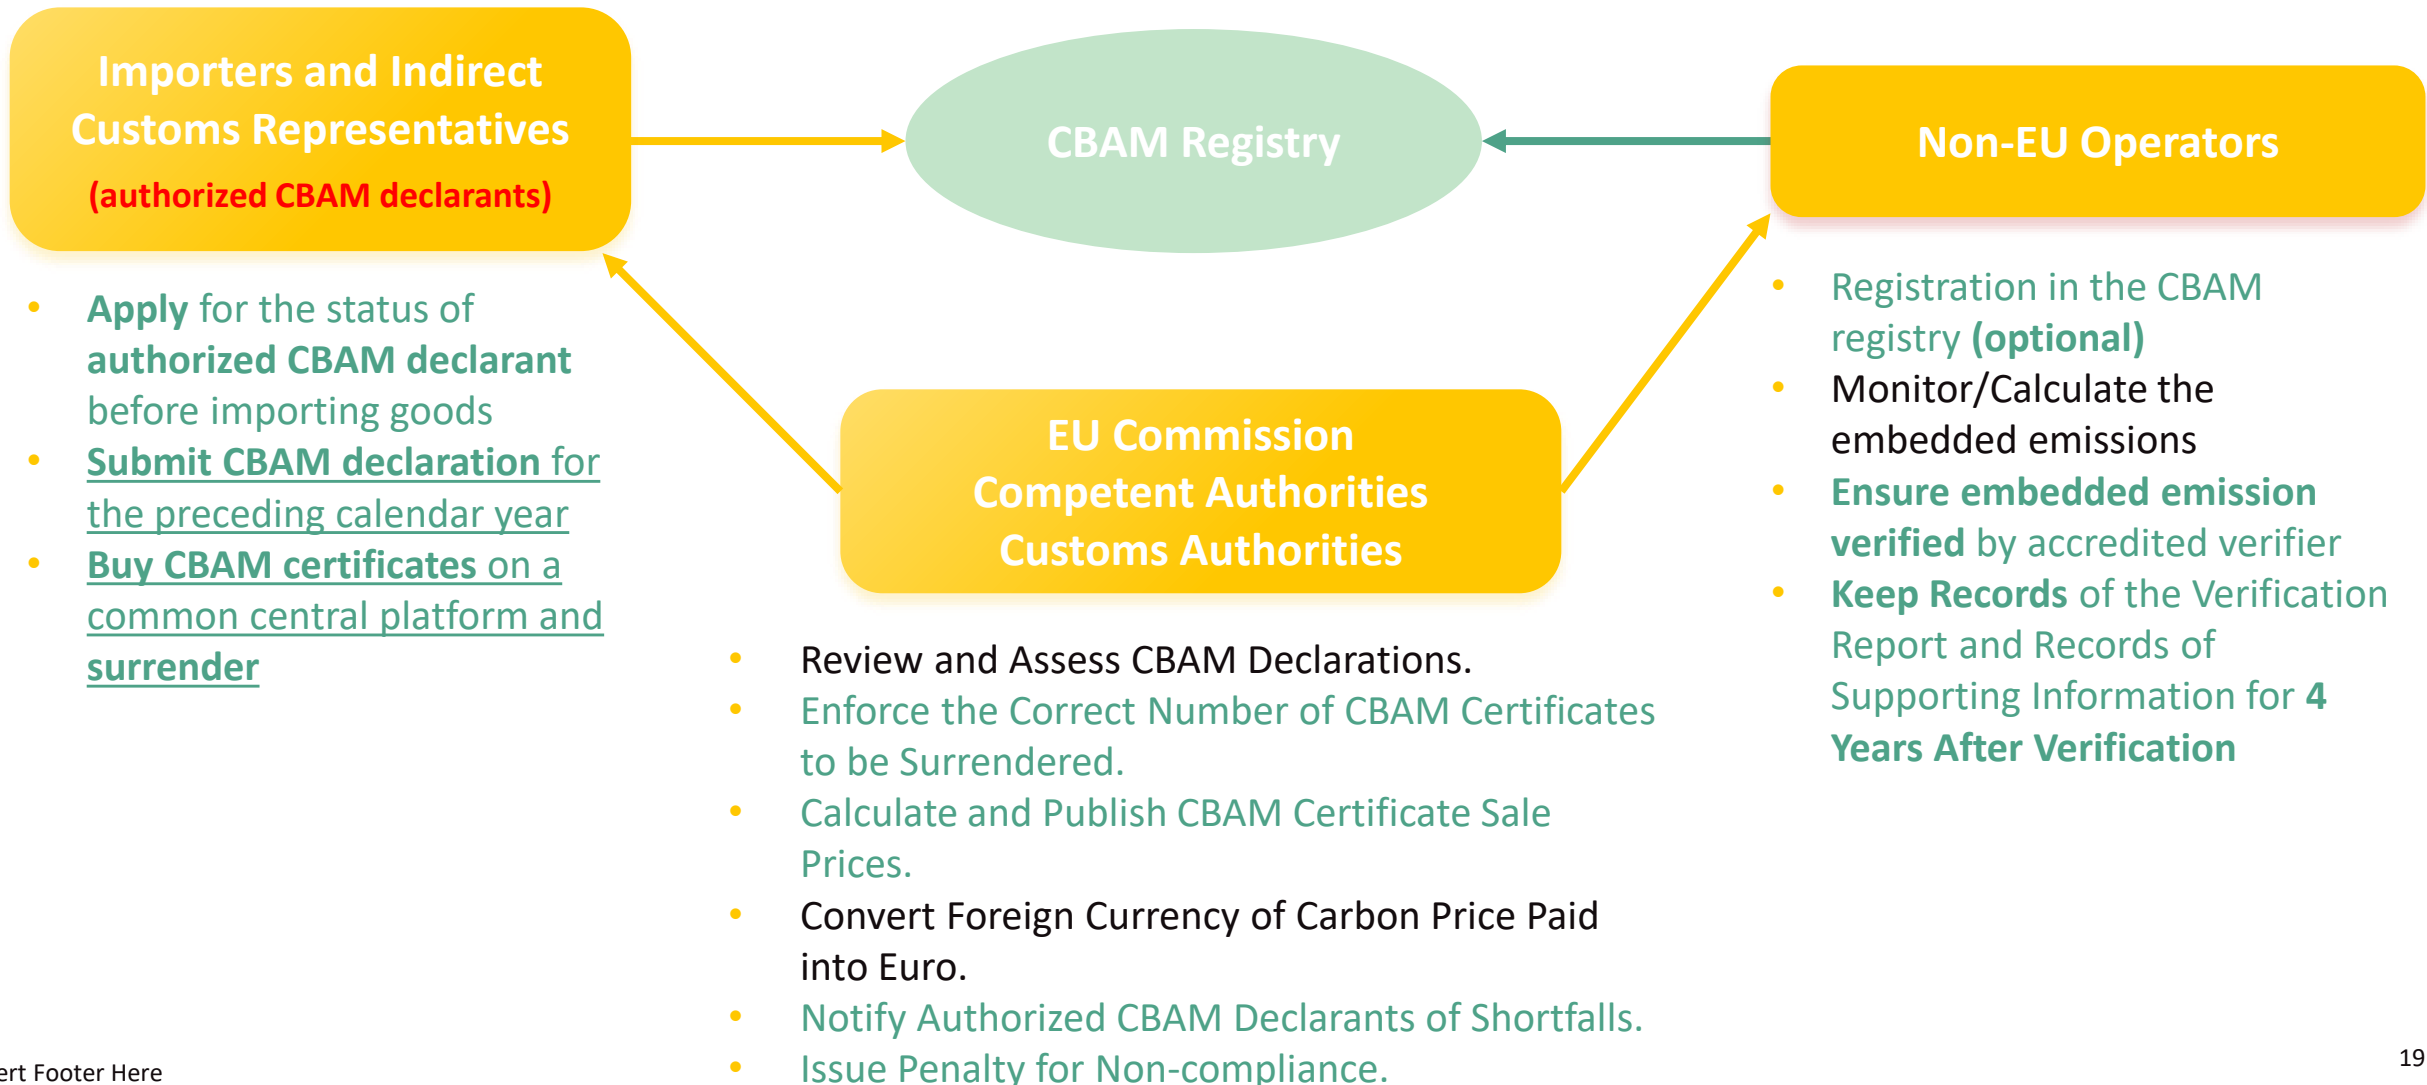 Importers and Indirect
Customs Representatives
(authorized CBAM declarants)
CBAM Registry
Non-EU Operators
• Apply for the status of
authorized CBAM declarant
before importing goods
• Submit CBAM declaration for
the preceding calendar year
• Buy CBAM certificates on a
common central platform and
surrender
EU Commission
Competent Authorities
Customs Authorities
• Review and Assess CBAM Declarations.
• Enforce the Correct Number of CBAM Certificates
to be Surrendered.
• Calculate and Publish CBAM Certificate Sale
Prices.
• Convert Foreign Currency of Carbon Price Paid
into Euro.
• Notify Authorized CBAM Declarants of Shortfalls.
• Issue Penalty for Non-compliance.
• Registration in the CBAM
registry (optional)
• Monitor/Calculate the
embedded emissions
• Ensure embedded emission
verified by accredited verifier
• Keep Records of the Verification
Report and Records of
Supporting Information for 4
Years After Verification
ert Footer Here
19